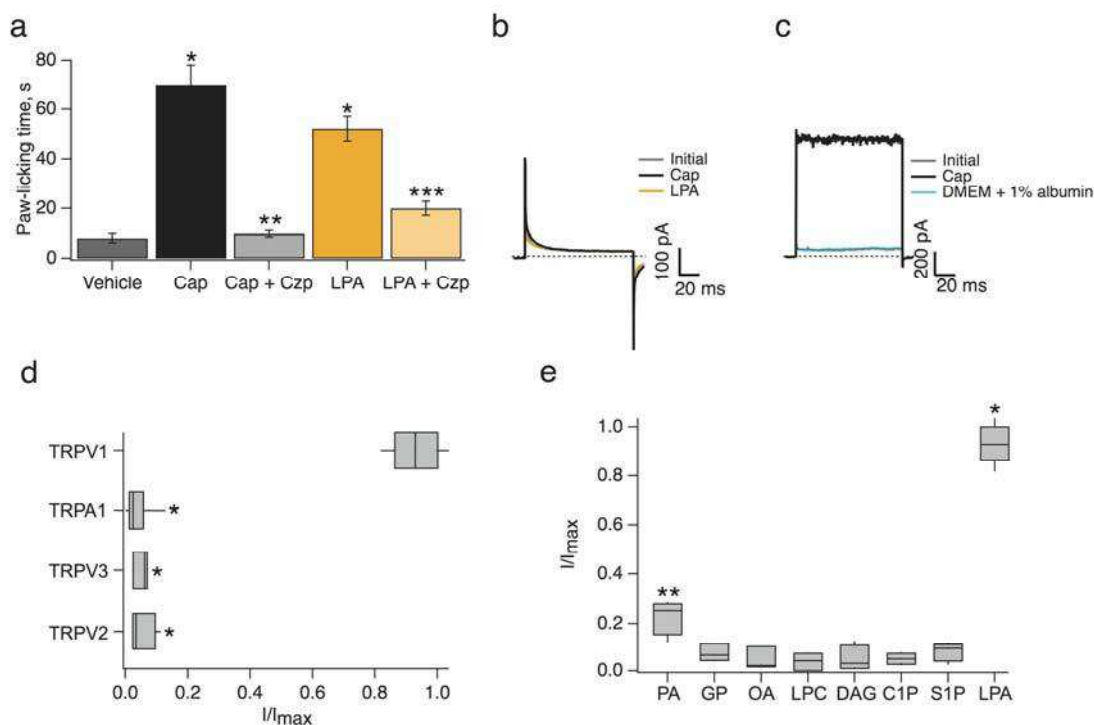 a
Paw-licking time, s
80
60
40
20
0
*
**
*
***
Vehicle
Cap
Cap + Czp
LPA
LPA + Czp
b
Initial
Cap
LPA
100 pA
20 ms
c
Initial
Cap
DMEM + 1% albumin
200 pA
20 ms
d
TRPV1
TRPA1
*
TRPV3
*
TRPV2
*
0.0
0.2
0.4
0.6
0.8
1.0
I/Imax
e
I/Imax
1.0
0.8
0.6
0.4
0.2
0.0
**
*
PA
GP
OA
LPC
DAG
C1P
S1P
LPA